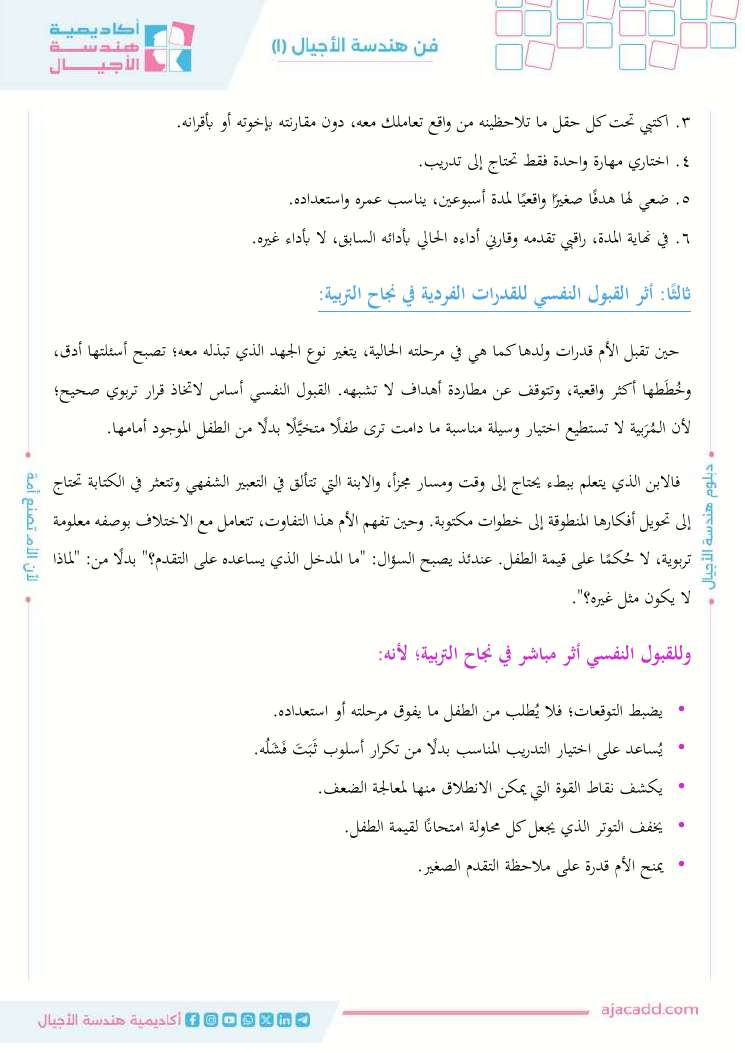 أكاديمية
هندسة
الأجيال
فن هندسة الأجيال (١)
٣. اكتبي تحت كل حقل ما تلاحظينه من واقع تعاملك معه، دون مقارنته بإخوته أو بأقرانه.
٤. اختاري مهارة واحدة فقط تحتاج إلى تدريب.
٥. ضعي لها هدفًا صغيرًا واقعيًا لمدة أسبوعين، يناسب عمره واستعداده.
٦. في نهاية المدة، راقبي تقدمه وقارني أداءه الحالي بأدائه السابق، لا بأداء غيره.
ثالثًا: أثر القبول النفسي للقدرات الفردية في نجاح التربية:
حين تقبل الأم قدرات ولدها كما هي في مرحلته الحالية، يتغير نوع الجهد الذي تبذله معه؛ تصبح أسئلتها أدق،
وخُطَطها أكثر واقعية، وتتوقف عن مطاردة أهداف لا تشبهه. القبول النفسي أساس لاتخاذ قرار تربوي صحيح؛
لأن المُرَبية لا تستطيع اختيار وسيلة مناسبة ما دامت ترى طفلًا متخيَّلًا بدلًا من الطفل الموجود أمامها.
فالابن الذي يتعلم ببطء يحتاج إلى وقت ومسار مجزأ، والابنة التي تتألق في التعبير الشفهي وتتعثر في الكتابة تحتاج
إلى تحويل أفكارها المنطوقة إلى خطوات مكتوبة. وحين تفهم الأم هذا التفاوت، تتعامل مع الاختلاف بوصفه معلومة
تربوية، لا حُكمًا على قيمة الطفل. عندئذ يصبح السؤال: "ما المدخل الذي يساعده على التقدم؟" بدلًا من: "لماذا
لا يكون مثل غيره؟".
وللقبول النفسي أثر مباشر في نجاح التربية؛ لأنه:
• يضبط التوقعات؛ فلا يُطلب من الطفل ما يفوق مرحلته أو استعداده.
• يُساعد على اختيار التدريب المناسب بدلًا من تكرار أسلوب ثَبَتَ فَشَلُه.
• يكشف نقاط القوة التي يمكن الانطلاق منها لمعالجة الضعف.
• يخفف التوتر الذي يجعل كل محاولة امتحانًا لقيمة الطفل.
• يمنح الأم قدرة على ملاحظة التقدم الصغير.
دبلوم هندسة الأجيال
لأن الأم تصنع أمة
أكاديمية هندسة الأجيال
ajacadd.com